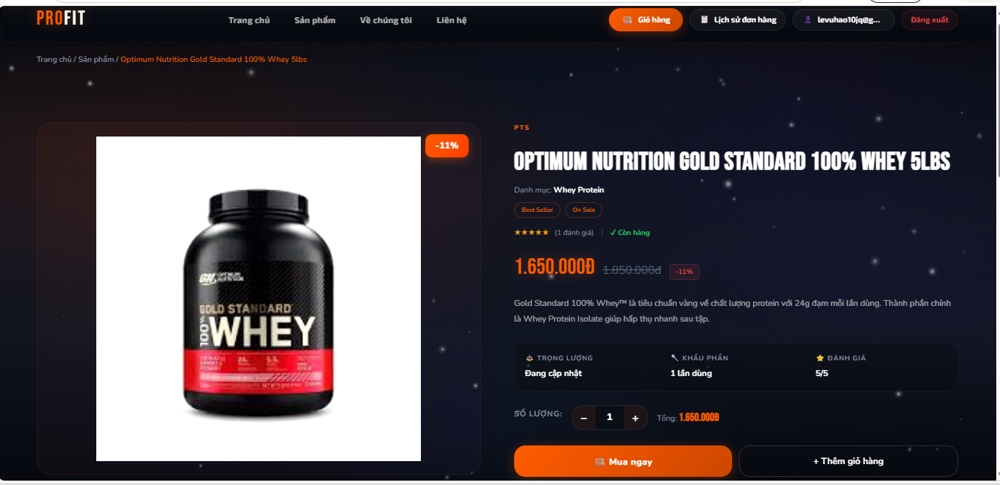 PROFIT
Trang chủ
Sản phẩm
Về chúng tôi
Liên hệ
Giỏ hàng
Lịch sử đơn hàng
levuhao10jq@g...
Đăng xuất
Trang chủ / Sản phẩm / Optimum Nutrition Gold Standard 100% Whey 5lbs
-11%
OPTIMUM NUTRITION
GOLD STANDARD
100% WHEY
PTS
OPTIMUM NUTRITION GOLD STANDARD 100% WHEY 5LBS
Danh mục: Whey Protein
Best Seller
On Sale
★★★★★ (1 đánh giá) | ✓ Còn hàng
1.650.000Đ 1.850.000đ -11%
Gold Standard 100% Whey™ là tiêu chuẩn vàng về chất lượng protein với 24g đạm mỗi lần dùng. Thành phần chính
là Whey Protein Isolate giúp hấp thụ nhanh sau tập.
TRỌNG LƯỢNG
Đang cập nhật
KHẨU PHẦN
1 lần dùng
ĐÁNH GIÁ
5/5
SỐ LƯỢNG: − 1 + Tổng: 1.650.000Đ
Mua ngay
+ Thêm giỏ hàng